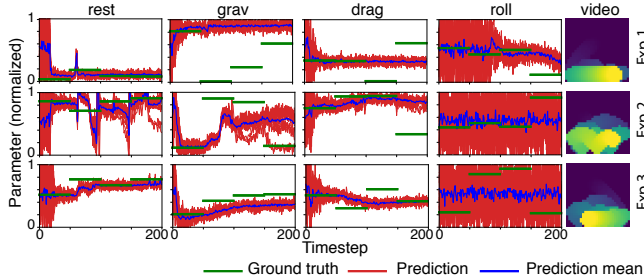 rest grav drag roll video
Parameter (normalized)
1
0
Exp 1
1
0
Exp 2
1
0
Exp 3
0 200 0 200 0 200 0 200
Timestep
Ground truth Prediction Prediction mean